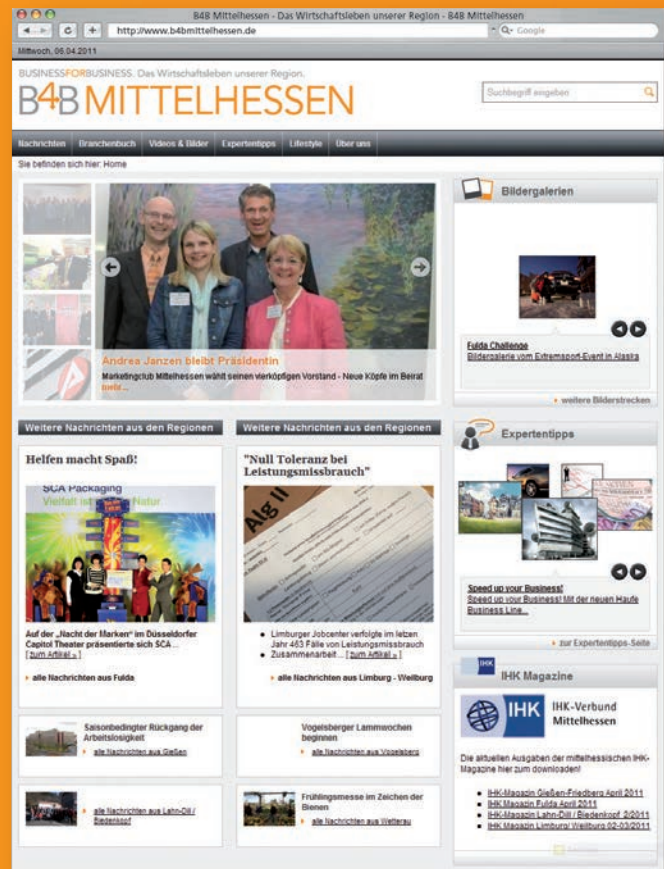 B4B Mittelhessen - Das Wirtschaftsleben unserer Region - B4B Mittelhessen
http://www.b4bmittelhessen.de
Google
Mittwoch, 06.04.2011
BUSINESSFORBUSINESS. Das Wirtschaftsleben unserer Region.
B4B MITTELHESSEN
Suchbegriff eingeben
Nachrichten Branchenbuch Videos & Bilder Expertentipps Lifestyle Über uns
Sie befinden sich hier: Home
Andrea Janzen bleibt Präsidentin
Marketingclub Mittelhessen wählt seinen vierköpfigen Vorstand - Neue Köpfe im Beirat
mehr...
Weitere Nachrichten aus den Regionen
Helfen macht Spaß!
SCA Packaging
Vielfalt ist Natur
Auf der „Nacht der Marken" im Düsseldorfer
Capitol Theater präsentierte sich SCA ...
[ zum Artikel » ]
alle Nachrichten aus Fulda
Weitere Nachrichten aus den Regionen
"Null Toleranz bei
Leistungsmissbrauch"
Alg II
Limburger Jobcenter verfolgte im letzen
Jahr 463 Fälle von Leistungsmissbrauch
Zusammenarbeit... [ zum Artikel » ]
alle Nachrichten aus Limburg - Weilburg
Saisonbedingter Rückgang der
Arbeitslosigkeit
alle Nachrichten aus Gießen
Vogelsberger Lammwochen
beginnen
alle Nachrichten aus Vogelsberg
alle Nachrichten aus Lahn-Dill /
Biedenkopf
Frühlingsmesse im Zeichen der
Bienen
alle Nachrichten aus Wetterau
Bildergalerien
Fulda Challenge
Bildergalerie vom Extremsport-Event in Alaska
weitere Bilderstrecken
Expertentipps
Speed up your Business!
Speed up your Business! Mit der neuen Haufe
Business Line...
zur Expertentipps-Seite
IHK
IHK Magazine
IHK
IHK-Verbund
Mittelhessen
Die aktuellen Ausgaben der mittelhessischen IHK-
Magazine hier zum downloaden!
IHK-Magazin Gießen-Friedberg April 2011
IHK Magazin Fulda April 2011
IHK-Magazin Lahn-Dill / Biedenkopf 2/2011
IHK Magazin Limburg/ Weilburg 02-03/2011